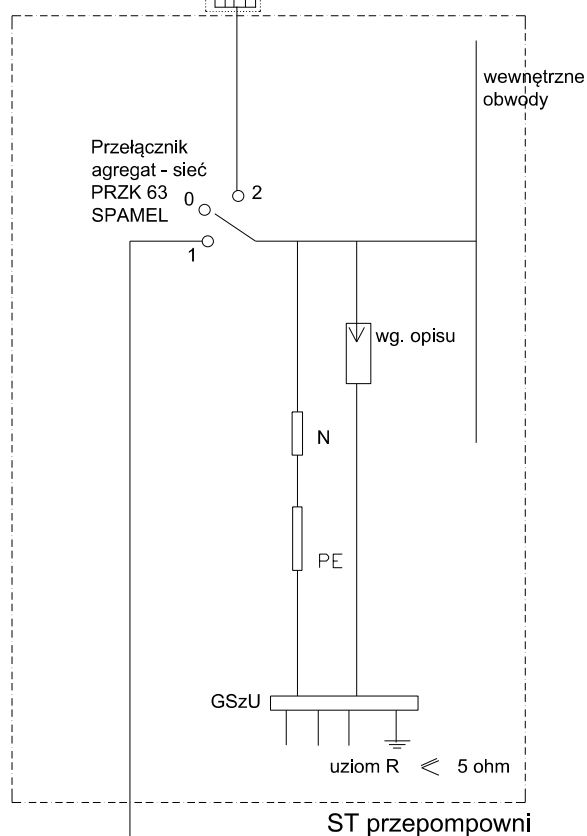 wewnętrzne
obwody
Przełącznik
agregat - sieć
PRZK 63
SPAMEL
0
2
1
wg. opisu
N
PE
GSzU
uziom R ≤ 5 ohm
ST przepompowni